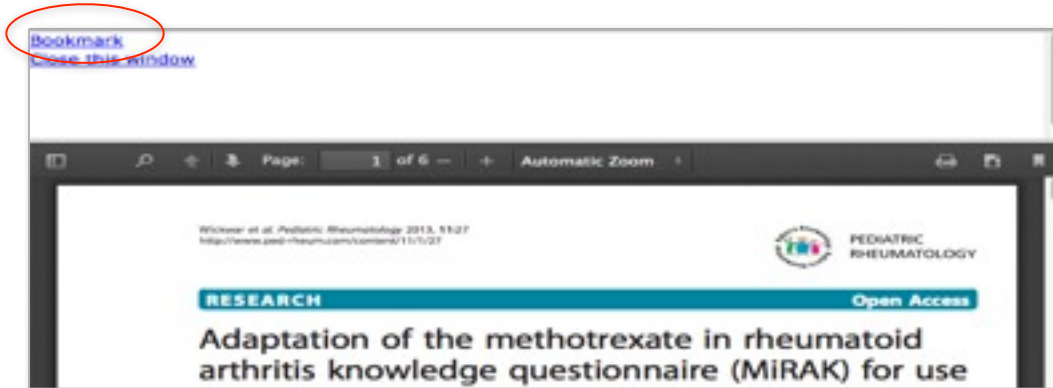 Bookmark
Close this window
Page: 1 of 6 — + Automatic Zoom
Wickwar et al. Pediatric Rheumatology 2013, 11:27
http://www.ped-rheum.com/content/11/1/27
PEDIATRIC
RHEUMATOLOGY
RESEARCH Open Access
Adaptation of the methotrexate in rheumatoid
arthritis knowledge questionnaire (MiRAK) for use